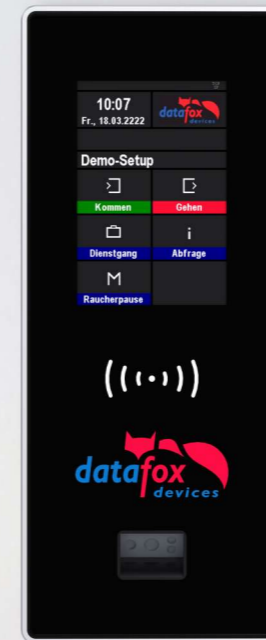 10:07
Fr., 18.03.2222
datafox
devices
Demo-Setup
Kommen
Gehen
Dienstgang
i
Abfrage
M
Raucherpause
datafox
devices